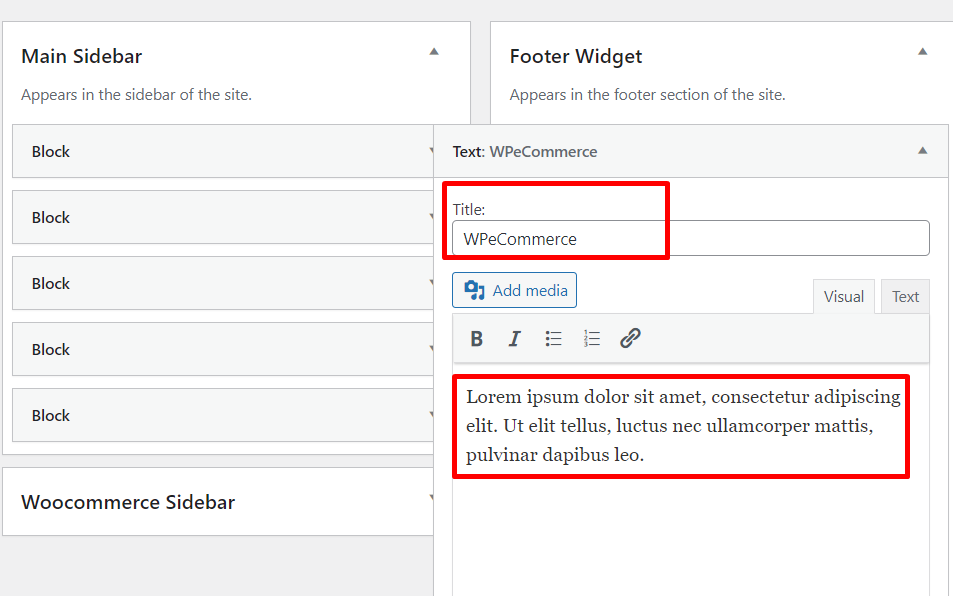 Main Sidebar
Appears in the sidebar of the site.
Block
Block
Block
Block
Block
Woocommerce Sidebar
Footer Widget
Appears in the footer section of the site.
Text: WPeCommerce
Title:
WPeCommerce
Add media
Visual Text
B I
Lorem ipsum dolor sit amet, consectetur adipiscing
elit. Ut elit tellus, luctus nec ullamcorper mattis,
pulvinar dapibus leo.